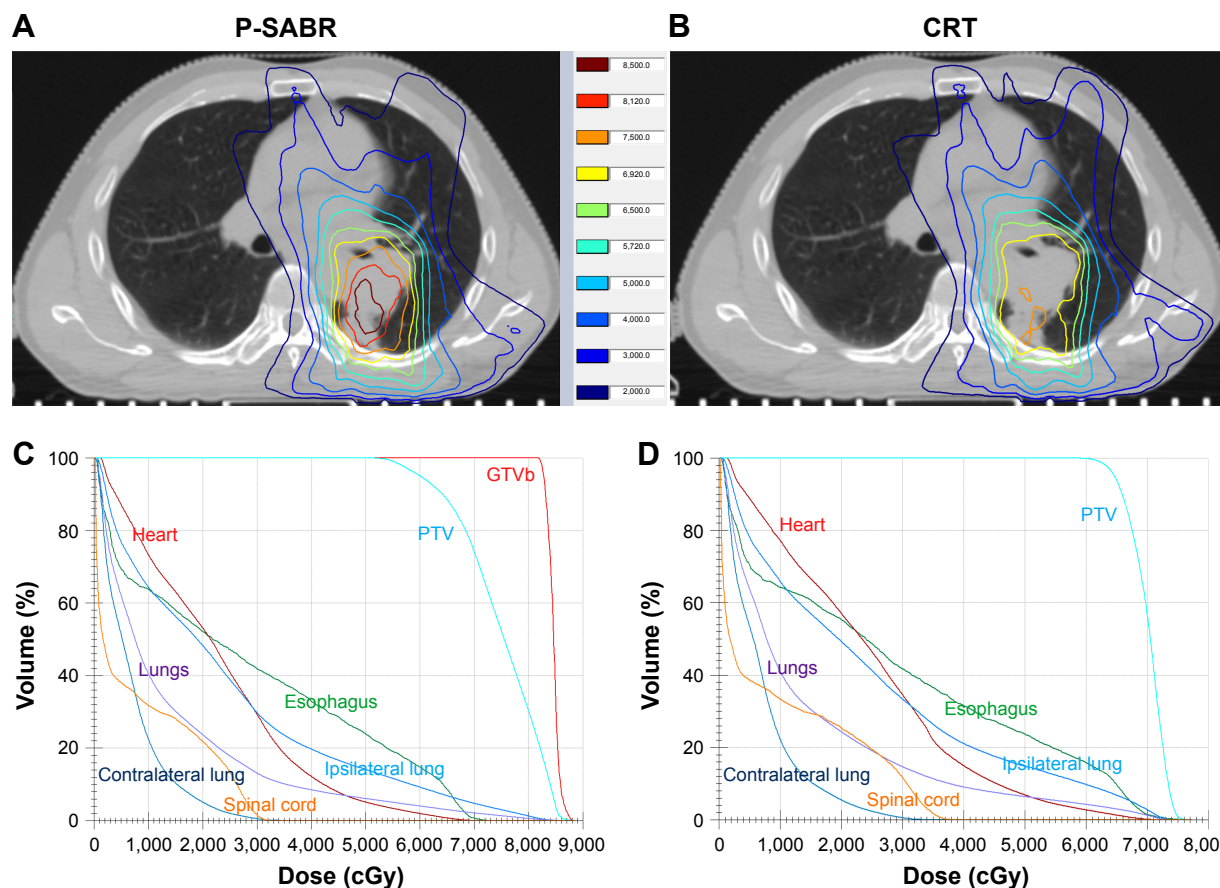 A P-SABR B CRT
8,500.0
8,120.0
7,500.0
6,920.0
6,500.0
5,720.0
5,000.0
4,000.0
3,000.0
2,000.0
C
Volume (%)
100
80
60
40
20
0
GTVb
PTV
Heart
Lungs
Esophagus
Contralateral lung
Ipsilateral lung
Spinal cord
0 1,000 2,000 3,000 4,000 5,000 6,000 7,000 8,000 9,000
Dose (cGy)
D
Volume (%)
100
80
60
40
20
0
PTV
Heart
Lungs
Esophagus
Contralateral lung
Ipsilateral lung
Spinal cord
0 1,000 2,000 3,000 4,000 5,000 6,000 7,000 8,0
Dose (cGy)